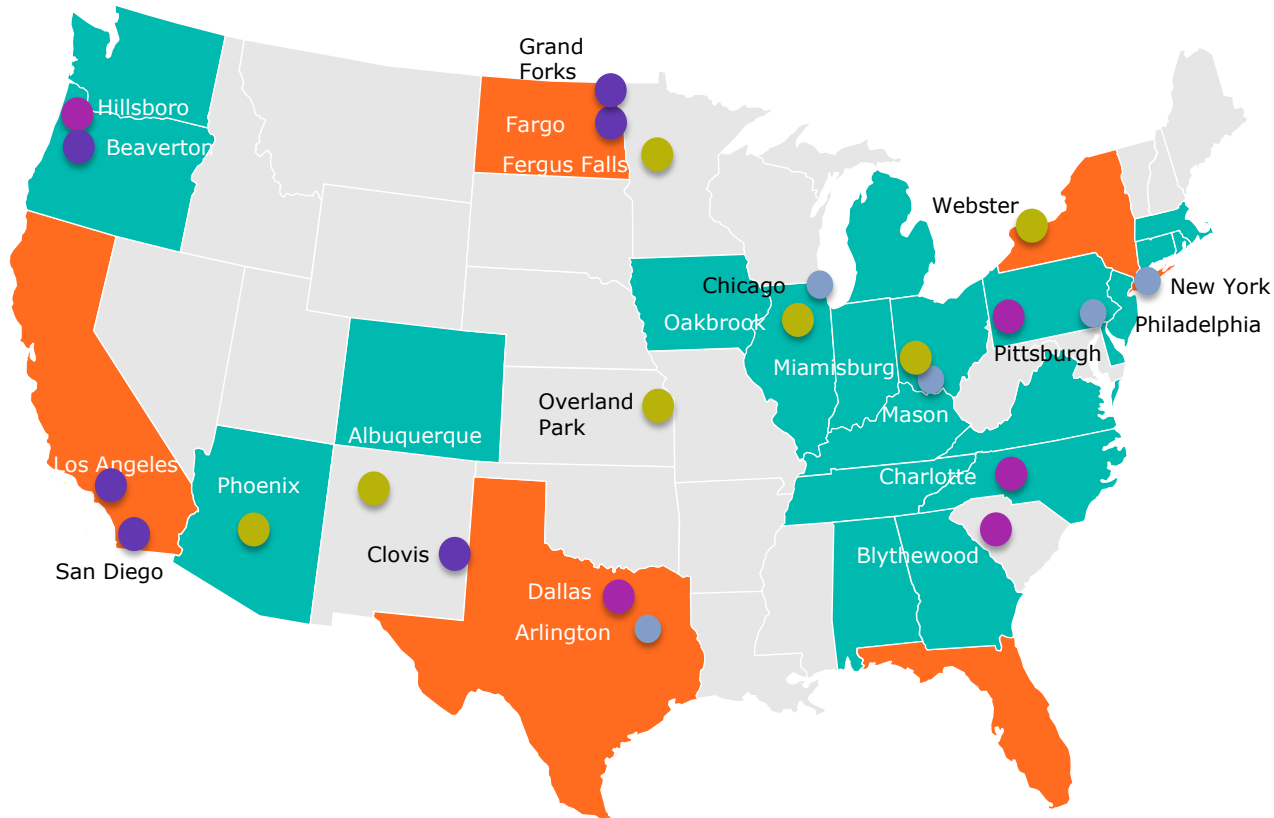 Grand
Forks
Hillsboro
Fargo
Beaverton
Fergus Falls
Webster
Chicago
New York
Oakbrook
Philadelphia
Pittsburgh
Miamisburg
Overland
Park
Mason
Albuquerque
Los Angeles
Phoenix
Charlotte
Clovis
Blythewood
San Diego
Dallas
Arlington